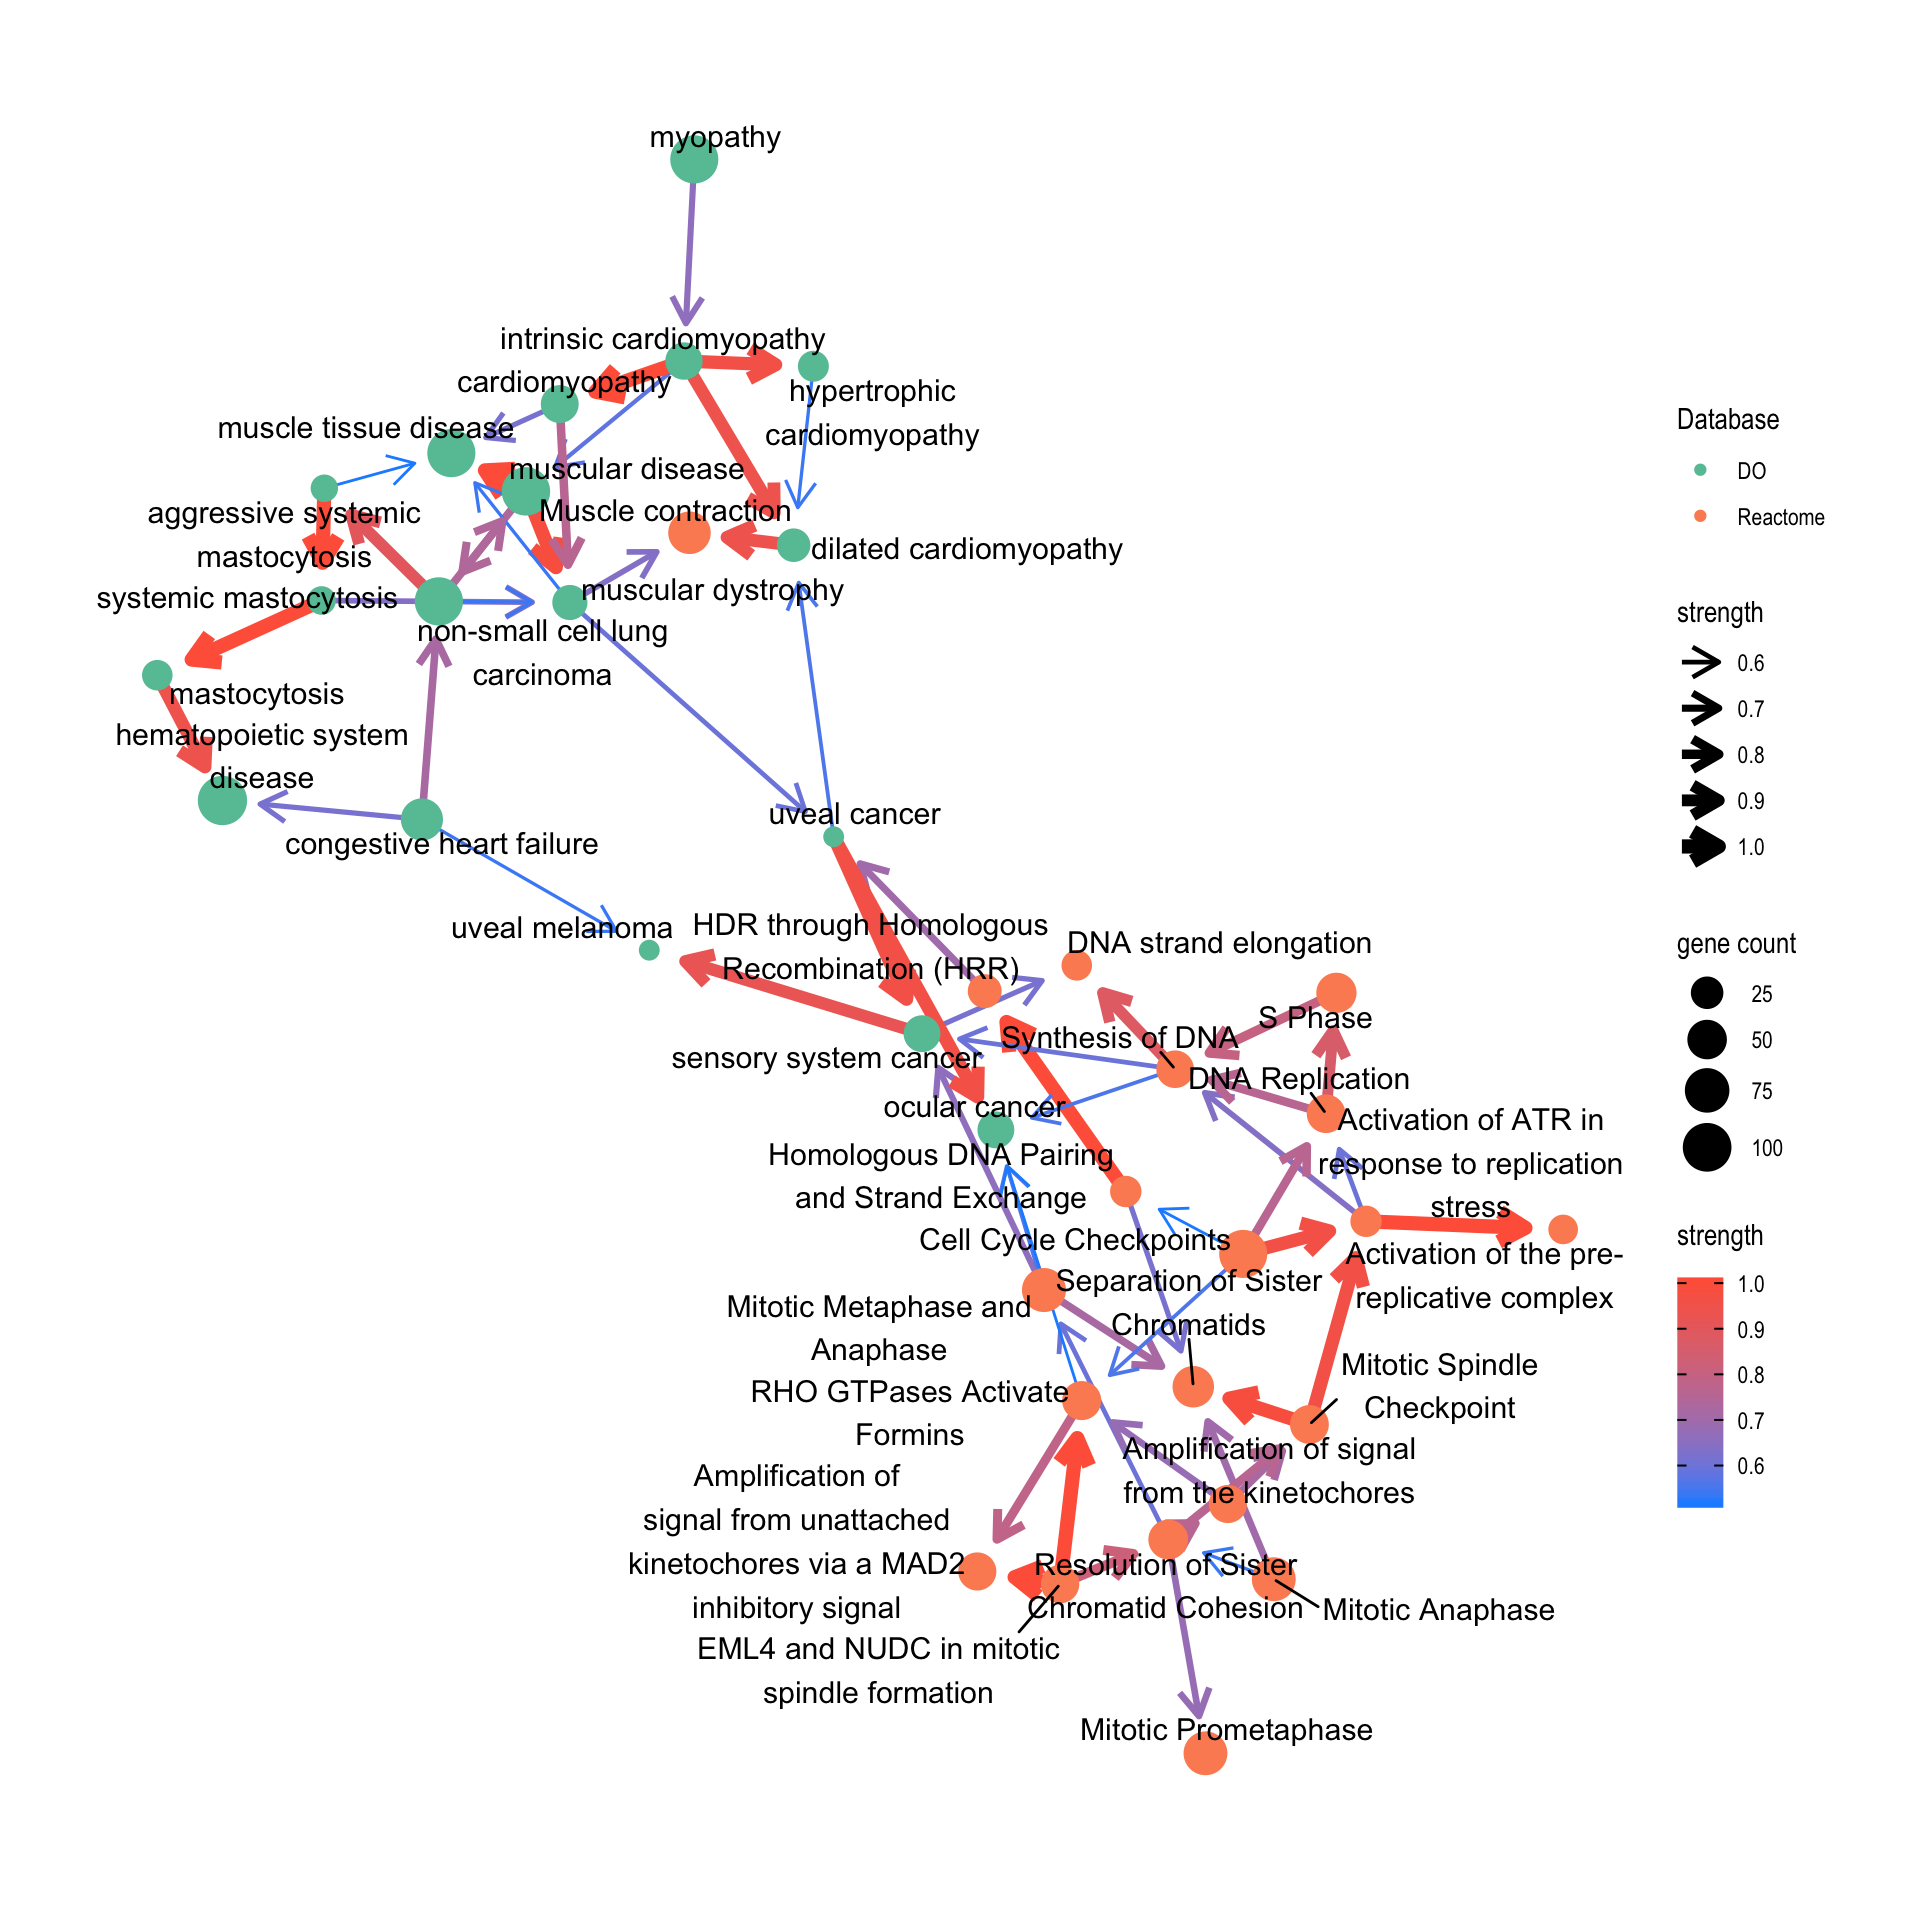 myopathy
intrinsic cardiomyopathy
cardiomyopathy
hypertrophic
cardiomyopathy
muscle tissue disease
muscular disease
Muscle contraction
aggressive systemic
mastocytosis
dilated cardiomyopathy
systemic mastocytosis
muscular dystrophy
non-small cell lung
carcinoma
mastocytosis
hematopoietic system
disease
congestive heart failure
uveal cancer
uveal melanoma
HDR through Homologous
Recombination (HRR)
DNA strand elongation
S Phase
Synthesis of DNA
sensory system cancer
DNA Replication
ocular cancer
Activation of ATR in
response to replication
stress
Homologous DNA Pairing
and Strand Exchange
Cell Cycle Checkpoints
Activation of the pre-
replicative complex
Separation of Sister
Chromatids
Mitotic Metaphase and
Anaphase
Mitotic Spindle
Checkpoint
RHO GTPases Activate
Formins
Amplification of signal
from the kinetochores
Amplification of
signal from unattached
kinetochores via a MAD2
inhibitory signal
Resolution of Sister
Chromatid Cohesion
Mitotic Anaphase
EML4 and NUDC in mitotic
spindle formation
Mitotic Prometaphase
Database
DO
Reactome
strength
0.6
0.7
0.8
0.9
1.0
gene count
25
50
75
100
strength
1.0
0.9
0.8
0.7
0.6